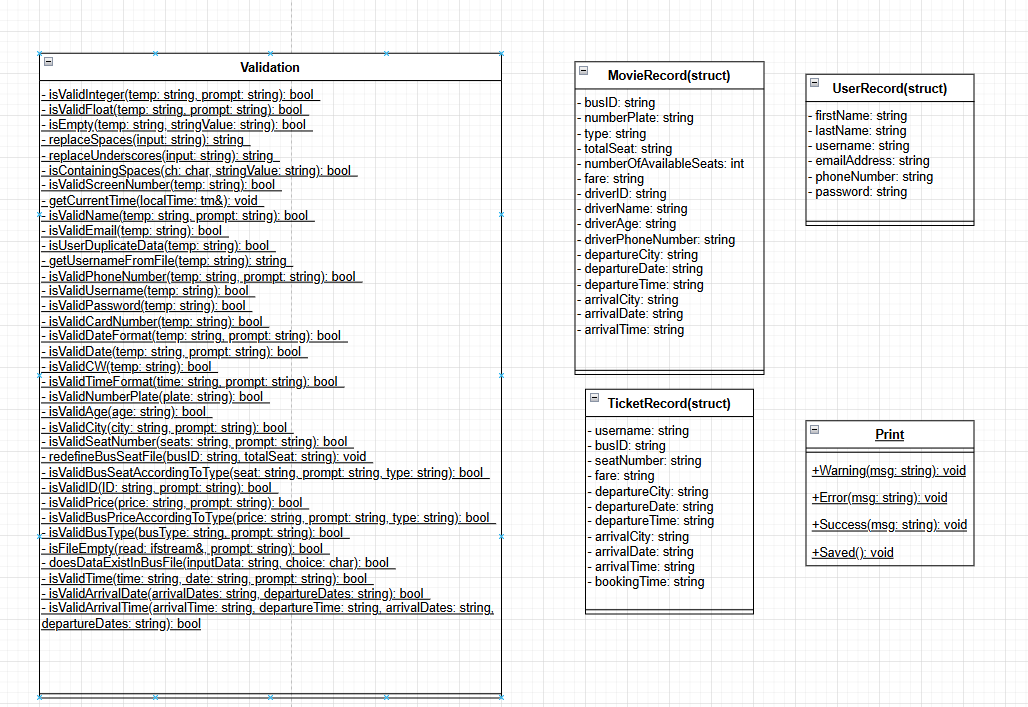 Validation
- isValidInteger(temp: string, prompt: string): bool
- isValidFloat(temp: string, prompt: string): bool
- isEmpty(temp: string, stringValue: string): bool
- replaceSpaces(input: string): string
- replaceUnderscores(input: string): string
- isContainingSpaces(ch: char, stringValue: string): bool
- isValidScreenNumber(temp: string): bool
- getCurrentTime(localTime: tm&): void
- isValidName(temp: string, prompt: string): bool
- isValidEmail(temp: string): bool
- isUserDuplicateData(temp: string): bool
- getUsernameFromFile(temp: string): string
- isValidPhoneNumber(temp: string, prompt: string): bool
- isValidUsername(temp: string): bool
- isValidPassword(temp: string): bool
- isValidCardNumber(temp: string): bool
- isValidDateFormat(temp: string, prompt: string): bool
- isValidDate(temp: string, prompt: string): bool
- isValidCW(temp: string): bool
- isValidTimeFormat(time: string, prompt: string): bool
- isValidNumberPlate(plate: string): bool
- isValidAge(age: string): bool
- isValidCity(city: string, prompt: string): bool
- isValidSeatNumber(seats: string, prompt: string): bool
- redefineBusSeatFile(busID: string, totalSeat: string): void
- isValidBusSeatAccordingToType(seat: string, prompt: string, type: string): bool
- isValidID(ID: string, prompt: string): bool
- isValidPrice(price: string, prompt: string): bool
- isValidBusPriceAccordingToType(price: string, prompt: string, type: string): bool
- isValidBusType(busType: string, prompt: string): bool
- isFileEmpty(read: ifstream&, prompt: string): bool
- doesDataExistInBusFile(inputData: string, choice: char): bool
- isValidTime(time: string, date: string, prompt: string): bool
- isValidArrivalDate(arrivalDates: string, departureDates: string): bool
- isValidArrivalTime(arrivalTime: string, departureTime: string, arrivalDates: string,
departureDates: string): bool
MovieRecord(struct)
- busID: string
- numberPlate: string
- type: string
- totalSeat: string
- numberOfAvailableSeats: int
- fare: string
- driverID: string
- driverName: string
- driverAge: string
- driverPhoneNumber: string
- departureCity: string
- departureDate: string
- departureTime: string
- arrivalCity: string
- arrivalDate: string
- arrivalTime: string
UserRecord(struct)
- firstName: string
- lastName: string
- username: string
- emailAddress: string
- phoneNumber: string
- password: string
TicketRecord(struct)
- username: string
- busID: string
- seatNumber: string
- fare: string
- departureCity: string
- departureDate: string
- departureTime: string
- arrivalCity: string
- arrivalDate: string
- arrivalTime: string
- bookingTime: string
Print
+Warning(msg: string): void
+Error(msg: string): void
+Success(msg: string): void
+Saved(): void